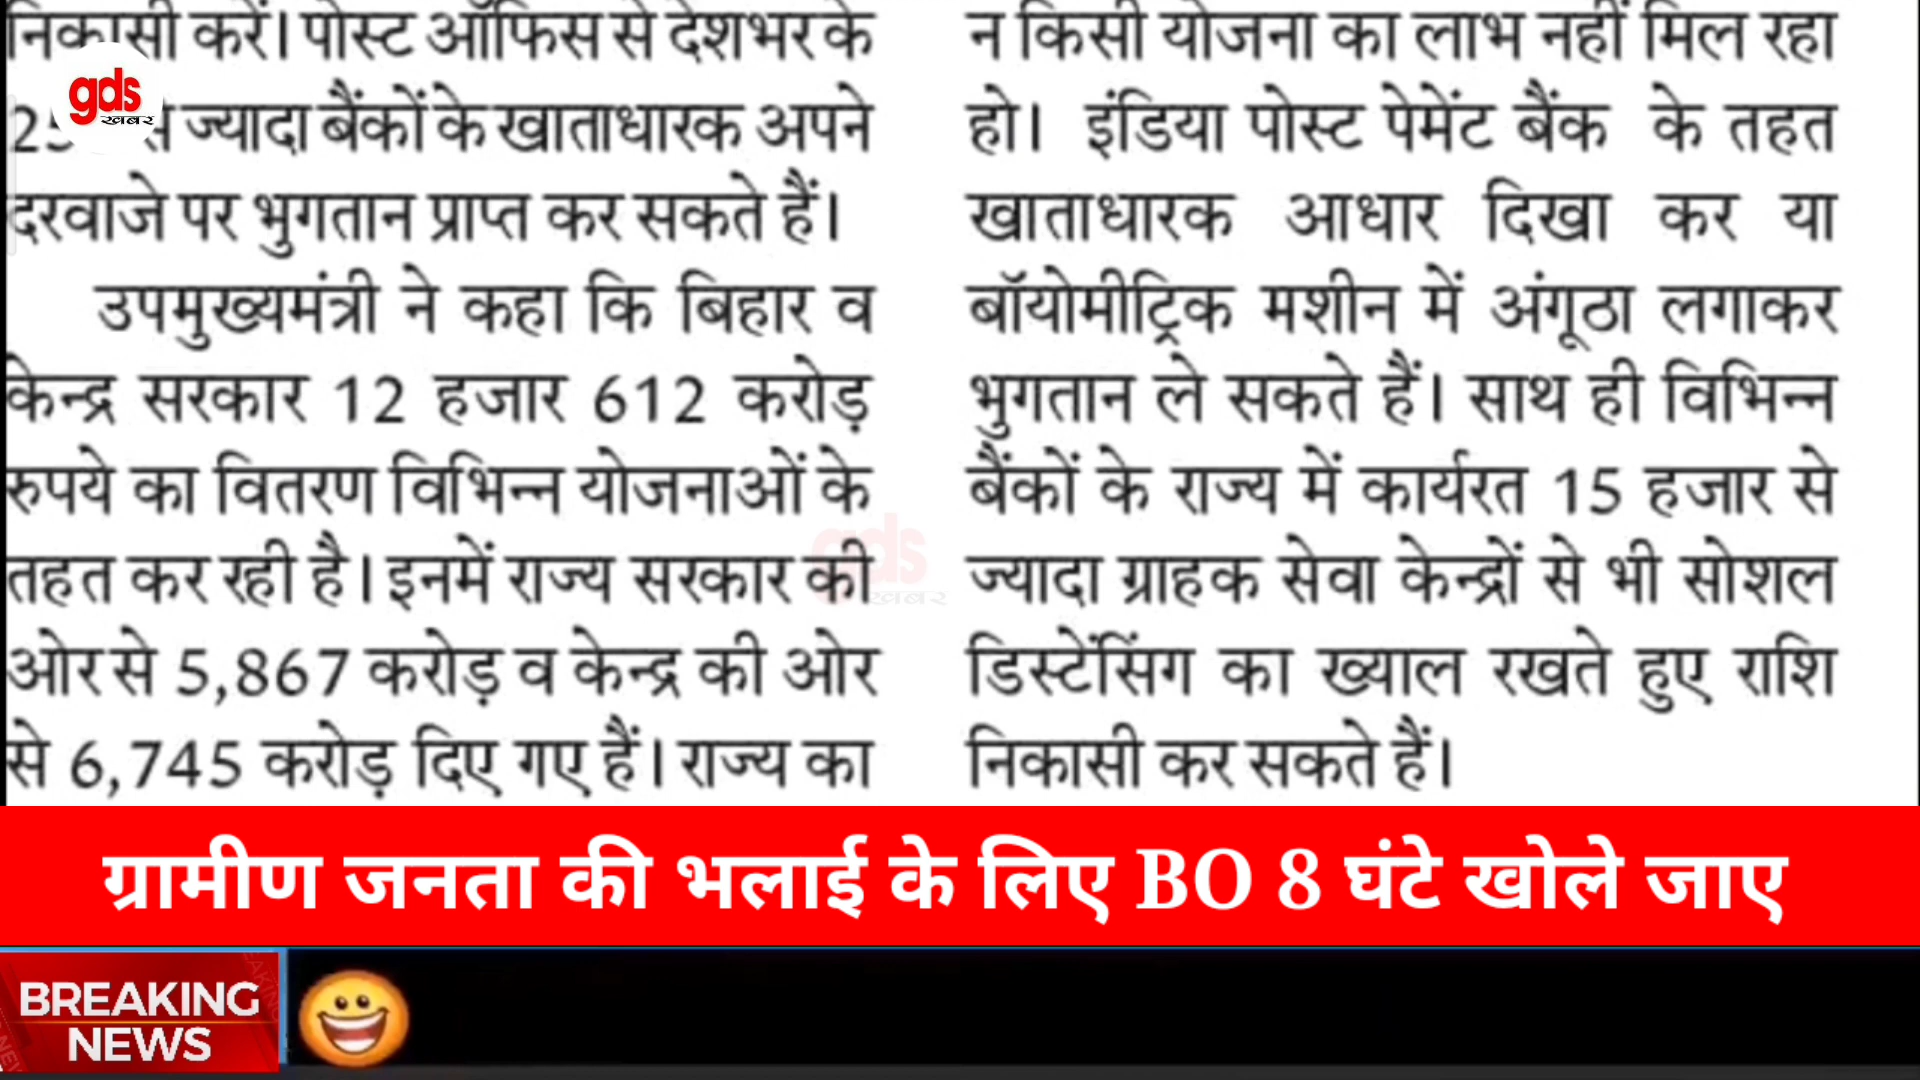 निकासी करें। पोस्ट ऑफिस से देशभर के
से ज्यादा बैंकों के खाताधारक अपने
दरवाजे पर भुगतान प्राप्त कर सकते हैं।
उपमुख्यमंत्री ने कहा कि बिहार व
केन्द्र सरकार 12 हजार 612 करोड़
रुपये का वितरण विभिन्न योजनाओं के
तहत कर रही है। इनमें राज्य सरकार की
ओर से 5,867 करोड़ व केन्द्र की ओर
से 6,745 करोड़ दिए गए हैं। राज्य का
न किसी योजना का लाभ नहीं मिल रहा
हो। इंडिया पोस्ट पेमेंट बैंक के तहत
खाताधारक आधार दिखा कर या
बॉयोमीट्रिक मशीन में अंगूठा लगाकर
भुगतान ले सकते हैं। साथ ही विभिन्न
बैंकों के राज्य में कार्यरत 15 हजार से
ज्यादा ग्राहक सेवा केन्द्रों से भी सोशल
डिस्टेंसिंग का ख्याल रखते हुए राशि
निकासी कर सकते हैं।
gds
खबर
gds
खबर
ग्रामीण जनता की भलाई के लिए BO 8 घंटे खोले जाए
BREAKING
NEWS